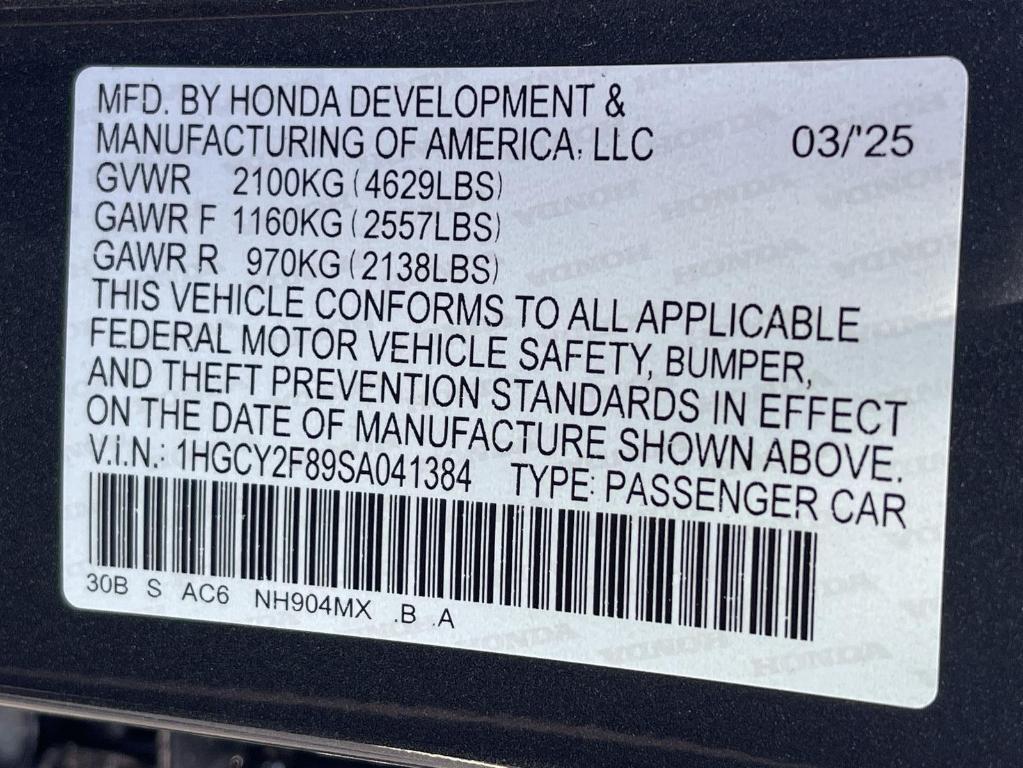 MFD. BY HONDA DEVELOPMENT &
MANUFACTURING OF AMERICA, LLC 03/'25
GVWR 2100KG (4629LBS)
GAWR F 1160KG (2557LBS)
GAWR R 970KG (2138LBS)
THIS VEHICLE CONFORMS TO ALL APPLICABLE
FEDERAL MOTOR VEHICLE SAFETY, BUMPER,
AND THEFT PREVENTION STANDARDS IN EFFECT
ON THE DATE OF MANUFACTURE SHOWN ABOVE.
V.i.N.: 1HGCY2F89SA041384 TYPE: PASSENGER CAR
30B S AC6 NH904MX .B .A